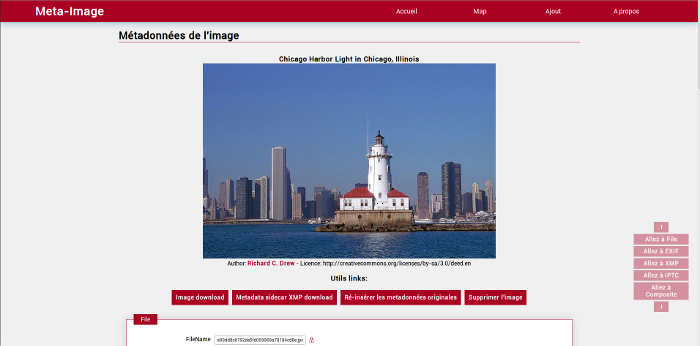 Meta-Image
Accueil
Map
Ajout
A propos
Métadonnées de l'image
Chicago Harbor Light in Chicago, Illinois
Author: Richard C. Drew - Licence: http://creativecommons.org/licenses/by-sa/3.0/deed.en
Utils links:
Image download
Metadata sidecar XMP download
Ré-insérer les metadonnées originales
Supprimer l'image
Allez à File
Allez à EXIF
Allez à XMP
Allez à IPTC
Allez à
Composite
File
FileName